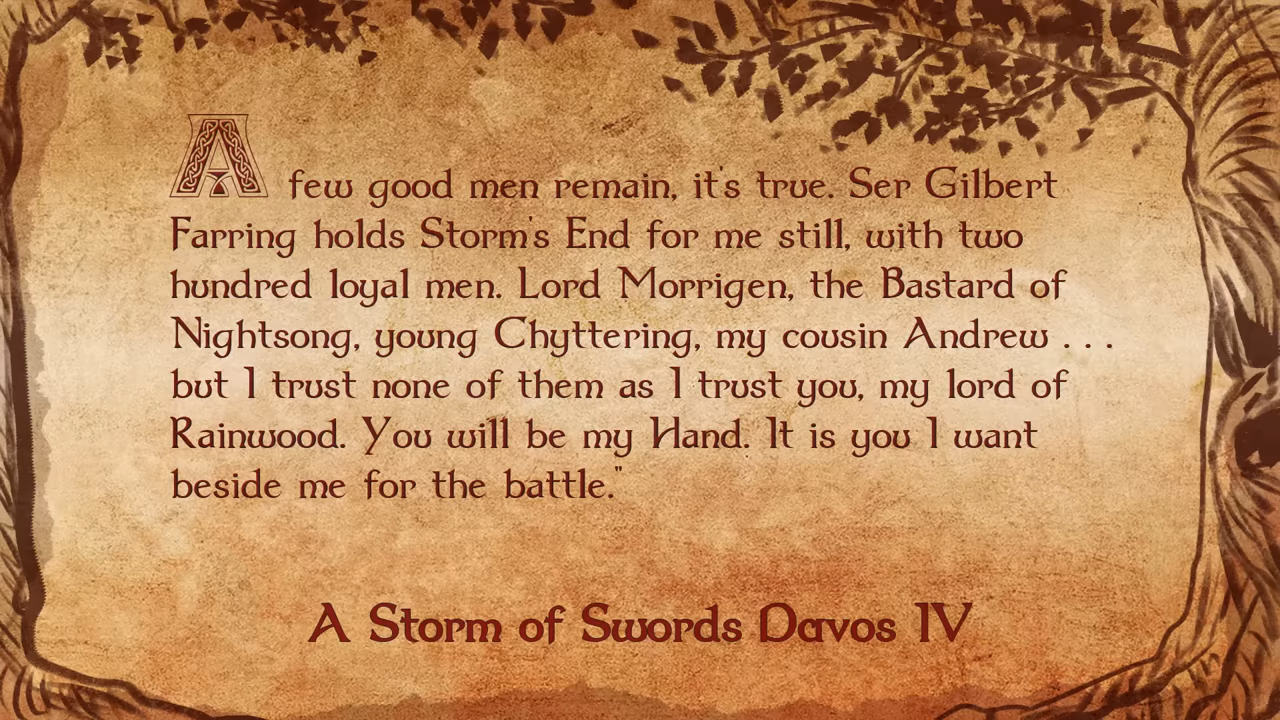 A few good men remain, it's true. Ser Gilbert
Farring holds Storm's End for me still, with two
hundred loyal men. Lord Morrigen, the Bastard of
Nightsong, young Chyttering, my cousin Andrew . . .
but I trust none of them as I trust you, my lord of
Rainwood. You will be my Hand. It is you I want
beside me for the battle."
A Storm of Swords Davos IV